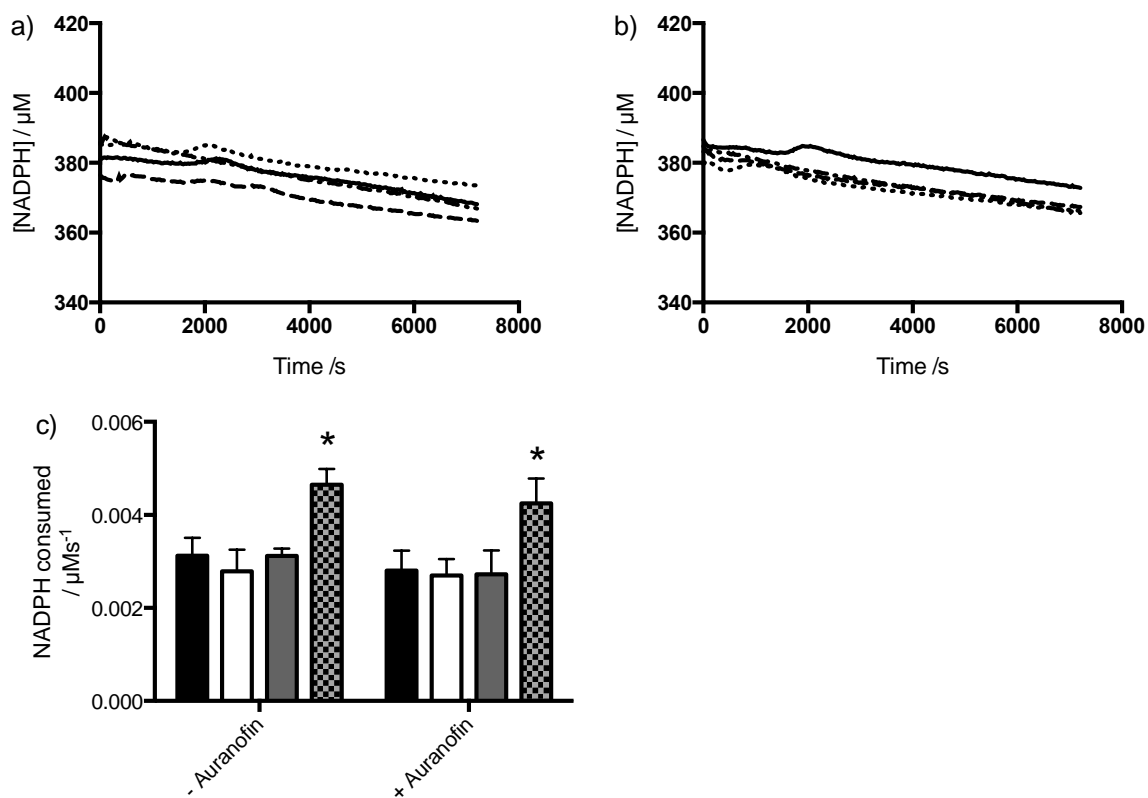 a)
420
400
380
360
340
[NADPH] / µM
0
2000
4000
6000
8000
Time /s
b)
420
400
380
360
340
[NADPH] / µM
0
2000
4000
6000
8000
Time /s
c)
0.006
0.004
0.002
0.000
NADPH consumed
/ µMs⁻¹
*
*
- Auranofin
+ Auranofin